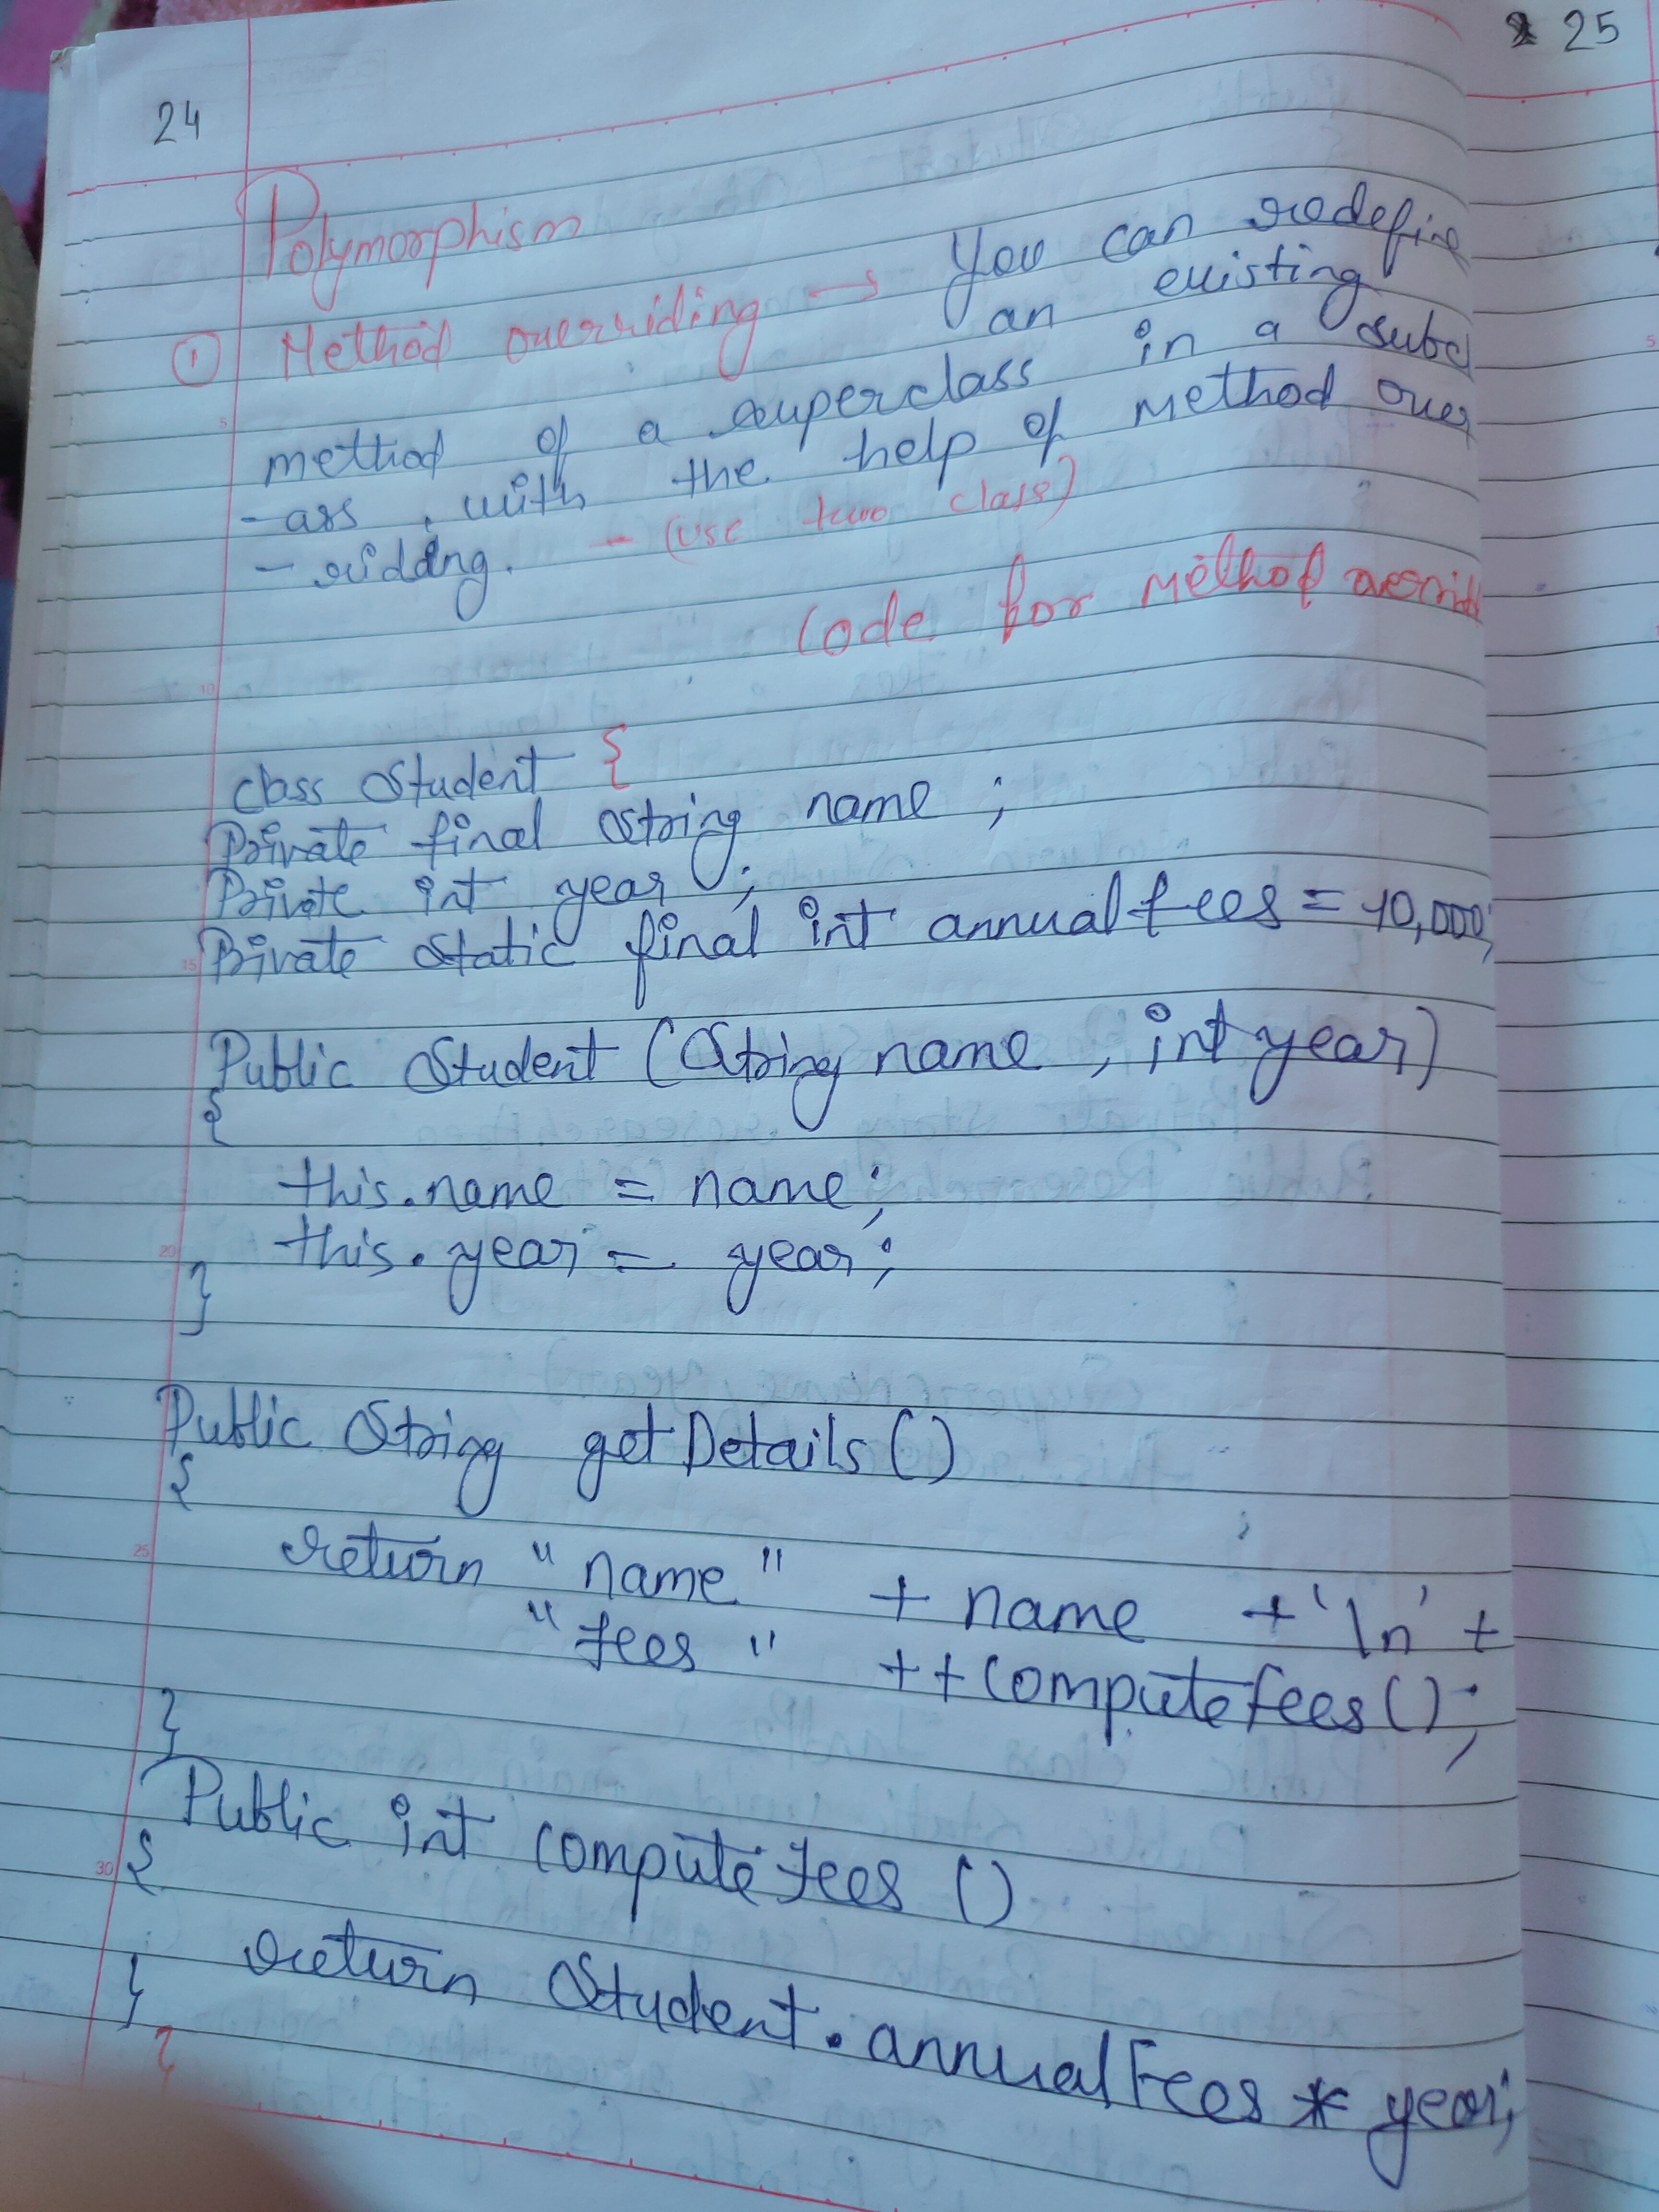 24
25
Polymorphism
① Method overriding → You can redefine
an existing
method of a superclass in a subcl
-ass, with the help of method over
- ridding. - (use two class)
Code for Method overridi
class Student {
Private final String name ;
Private int year ;
Private static final int annualfees = 10,000;
Public Student (String name , int year)
{
this.name = name;
this.year = year;
}
Public String getDetails ()
{
return "name" + name + '\n' +
"fees" + + computefees();
}
Public int computefees ()
{
return Student.annualFees * year;
}
}